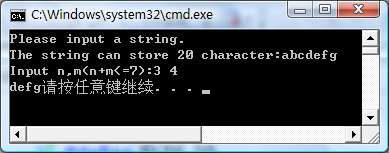 C:\Windows\system32\cmd.exe
Please input a string.
The string can store 20 character:abcdefg
Input n,m<n+m<=7>:3 4
defg请按任意键继续. . .